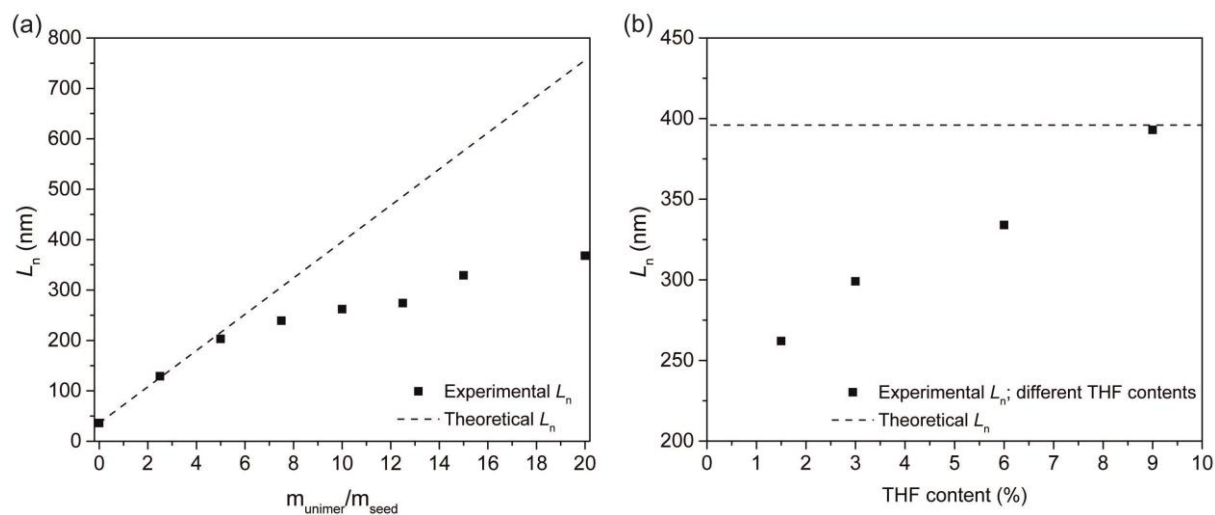 (a)
800
700
600
500
400
300
200
100
0
Lₙ (nm)
Experimental Lₙ
Theoretical Lₙ
0 2 4 6 8 10 12 14 16 18 20
m_unimer/m_seed
(b)
450
400
350
300
250
200
Lₙ (nm)
Experimental Lₙ; different THF contents
Theoretical Lₙ
0 1 2 3 4 5 6 7 8 9 10
THF content (%)